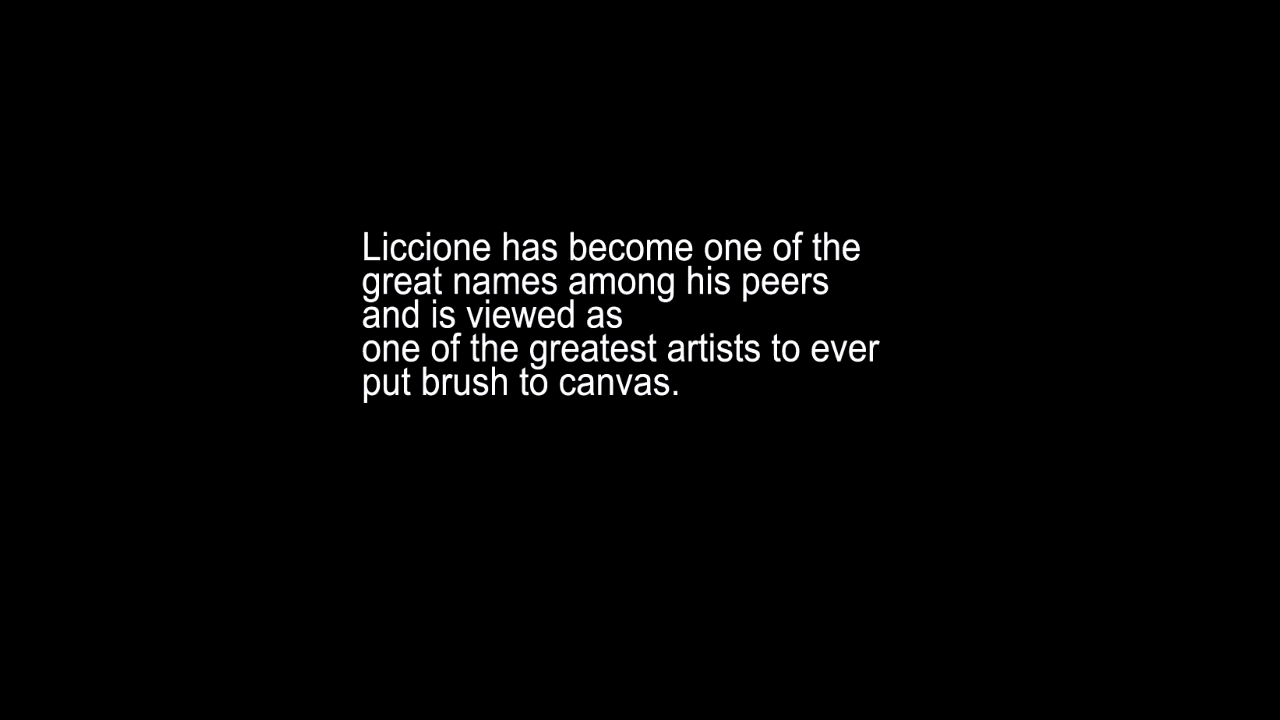 Liccione has become one of the
great names among his peers
and is viewed as
one of the greatest artists to ever
put brush to canvas.